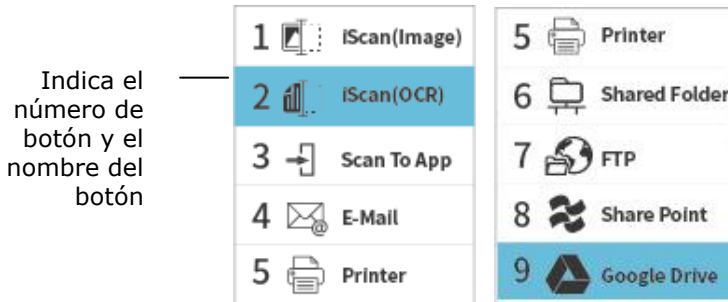 Indica el
número de
botón y el
nombre del
botón
1 iScan(Image)
2 iScan(OCR)
3 Scan To App
4 E-Mail
5 Printer
5 Printer
6 Shared Folder
7 FTP
8 Share Point
9 Google Drive